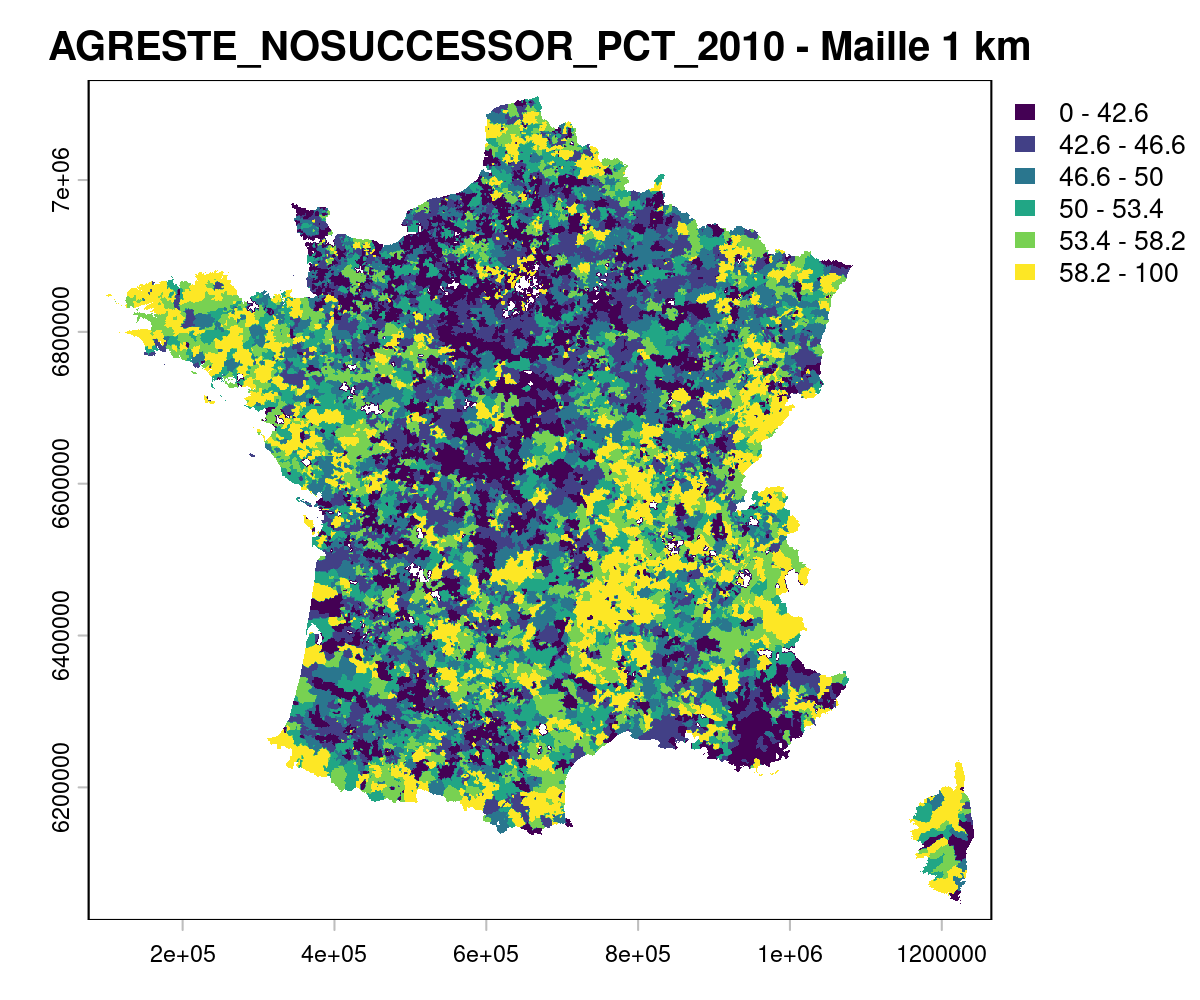 AGRESTE_NOSUCCESSOR_PCT_2010 - Maille 1 km
0 - 42.6
42.6 - 46.6
46.6 - 50
50 - 53.4
53.4 - 58.2
58.2 - 100
7e+06
6800000
6600000
6400000
6200000
2e+05
4e+05
6e+05
8e+05
1e+06
1200000